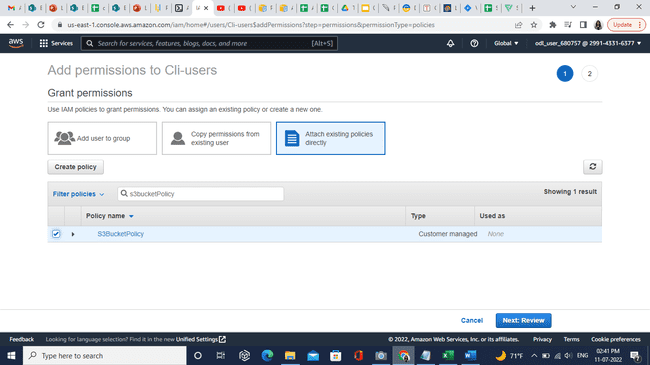 us-east-1.console.aws.amazon.com/iam/home#/users/Cli-users$addPermissions?step=permissions&permissionType=policies
Update
aws
Services
Search for services, features, blogs, docs, and more
[Alt+S]
Global
odl_user_680757 @ 2991-4331-6377
Add permissions to Cli-users
1
2
Grant permissions
Use IAM policies to grant permissions. You can assign an existing policy or create a new one.
Add user to group
Copy permissions from
existing user
Attach existing policies
directly
Create policy
Filter policies
s3bucketPolicy
Showing 1 result
Policy name
Type
Used as
S3BucketPolicy
Customer managed
None
Cancel
Next: Review
Feedback
Looking for language selection? Find it in the new Unified Settings
© 2022, Amazon Web Services, Inc. or its affiliates.
Privacy
Terms
Cookie preferences
Type here to search
71°F
ENG
02:41 PM
11-07-2022